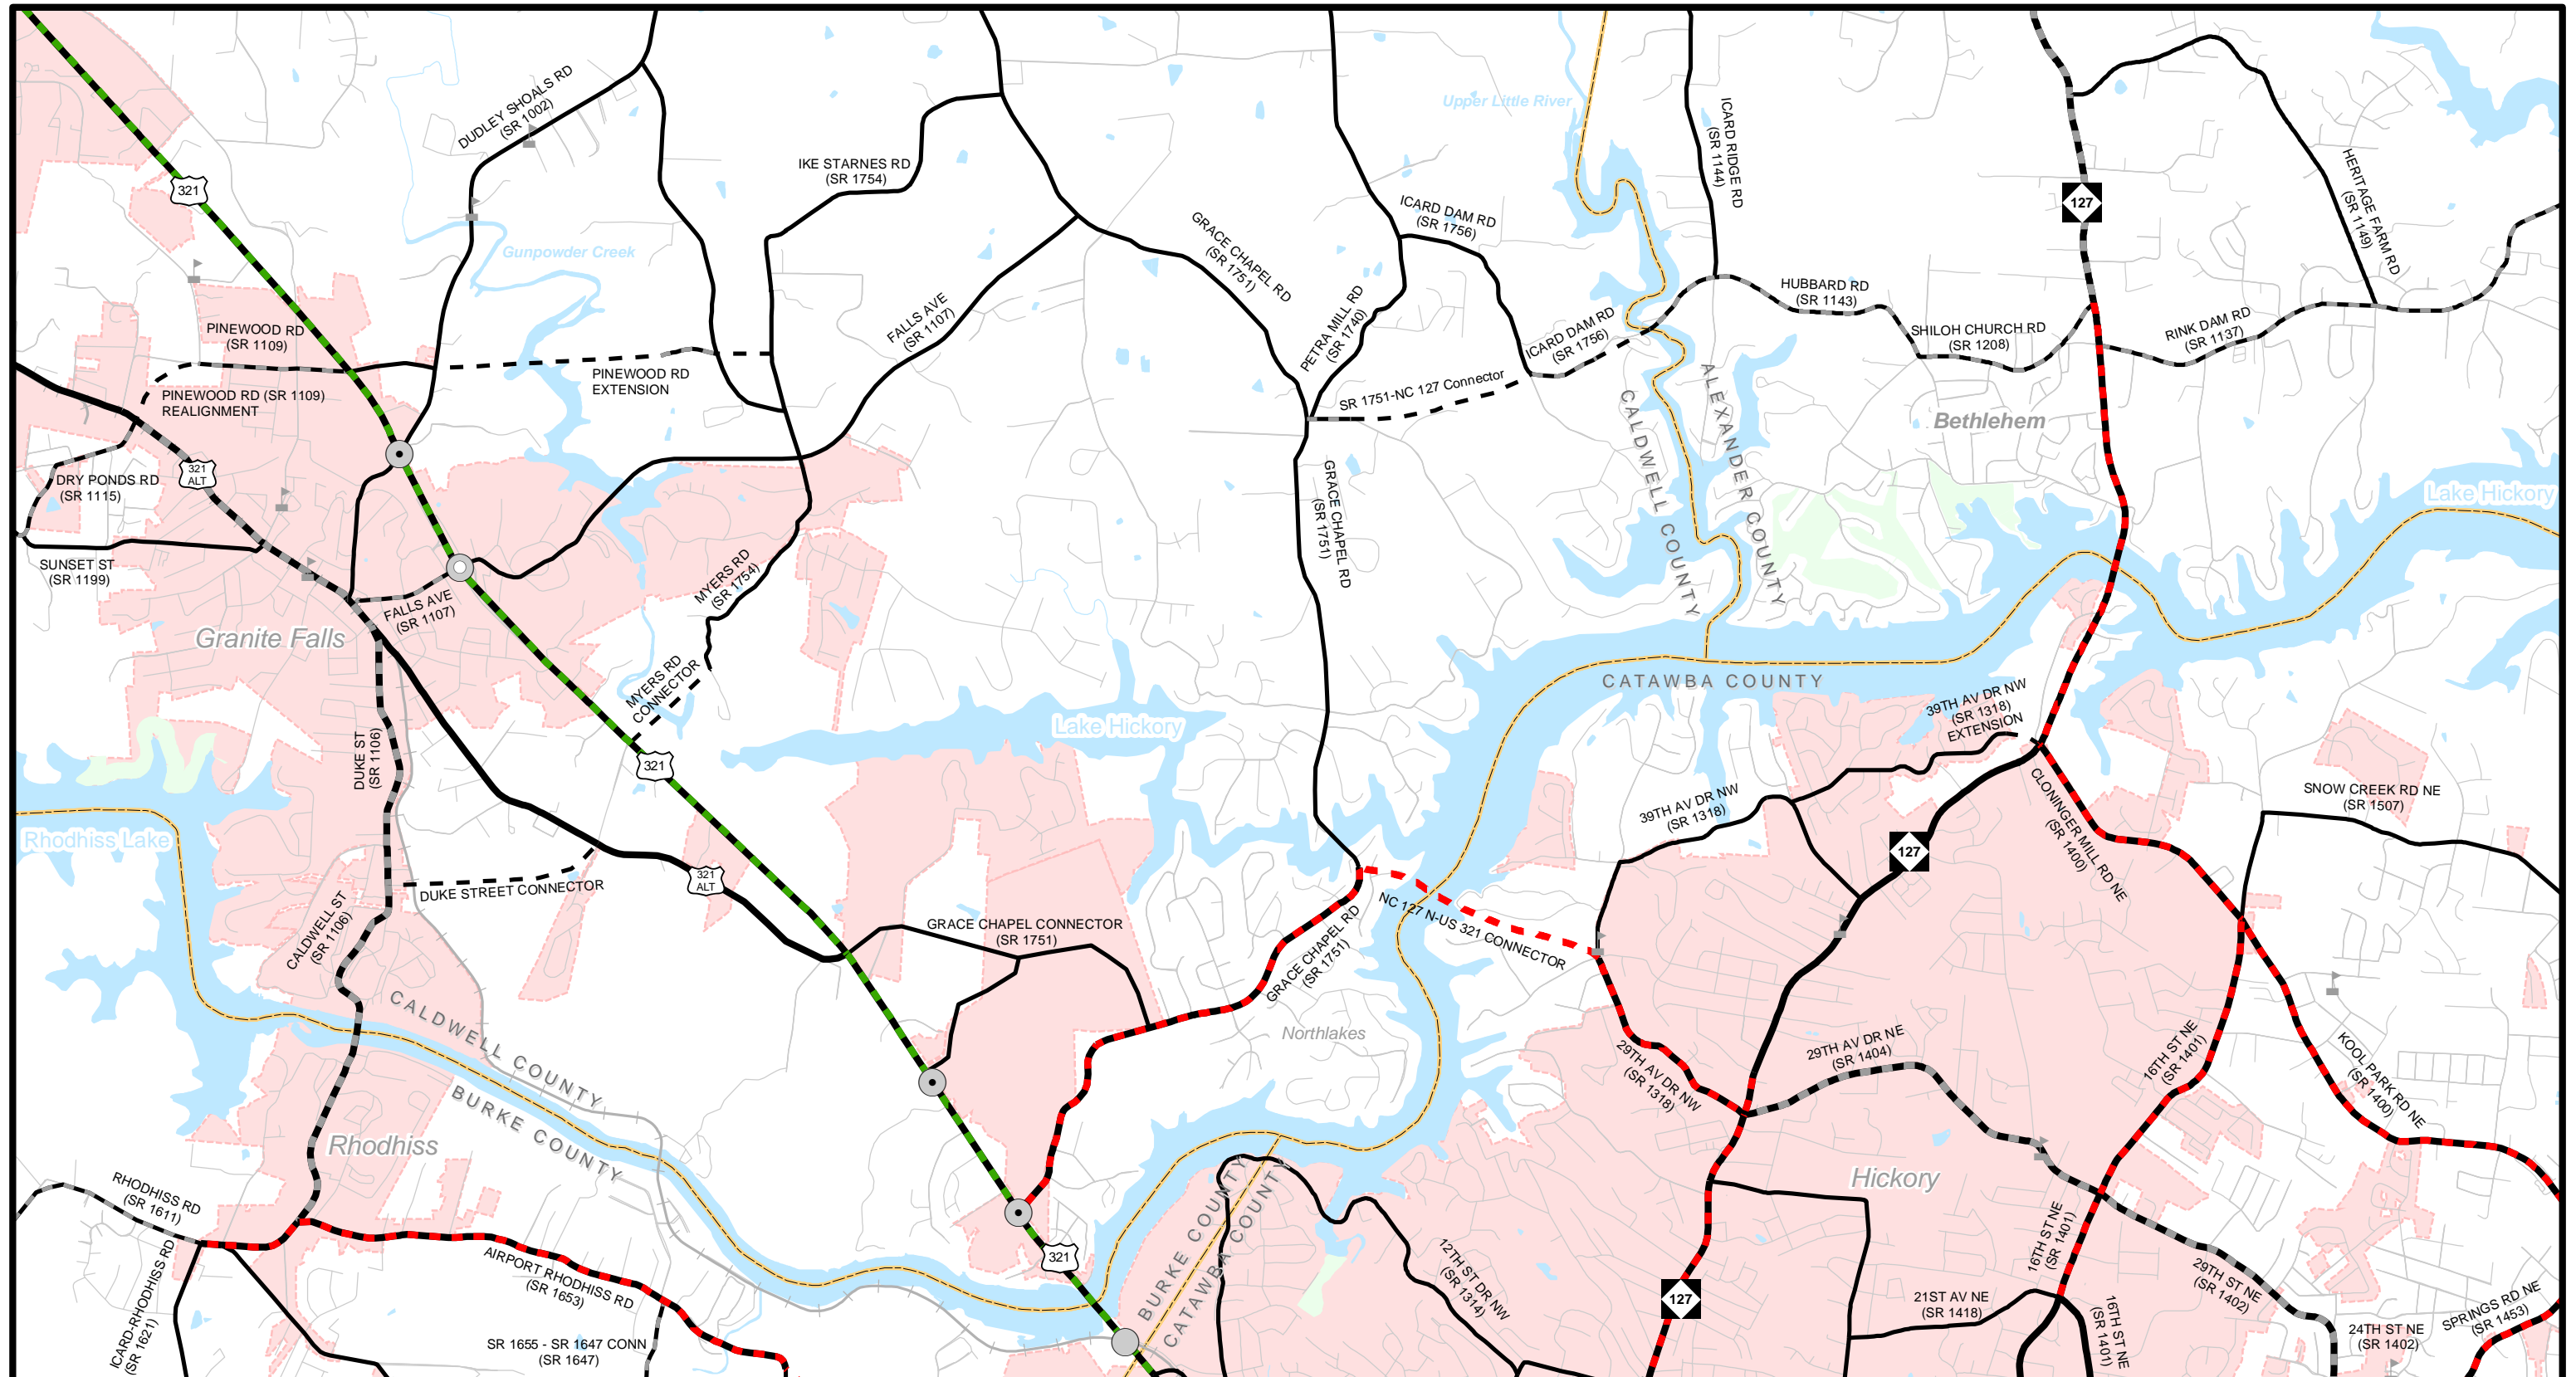 DUDLEY SHOALS RD
(SR 1002)
IKE STARNES RD
(SR 1754)
Upper Little River
ICARD RIDGE RD
(SR 1144)
321
127
HERITAGE FARM RD
(SR 1149)
Gunpowder Creek
GRACE CHAPEL RD
(SR 1751)
ICARD DAM RD
(SR 1756)
HUBBARD RD
(SR 1143)
FALLS AVE
(SR 1107)
PETRA MILL RD
(SR 1740)
ICARD DAM RD
(SR 1756)
SHILOH CHURCH RD
(SR 1208)
RINK DAM RD
(SR 1137)
PINEWOOD RD
(SR 1109)
PINEWOOD RD (SR 1109)
REALIGNMENT
PINEWOOD RD
EXTENSION
SR 1751-NC 127 Connector
CALDWELL COUNTY
ALEXANDER COUNTY
Bethlehem
321
ALT
DRY PONDS RD
(SR 1115)
GRACE CHAPEL RD
(SR 1751)
Lake Hickory
SUNSET ST
(SR 1199)
FALLS AVE
(SR 1107)
MYERS RD
(SR 1754)
Granite Falls
MYERS RD
CONNECTOR
CATAWBA COUNTY
39TH AV DR NW
(SR 1318)
EXTENSION
DUKE ST
(SR 1106)
321
Lake Hickory
39TH AV DR NW
(SR 1318)
CLONINGER MILL RD NE
(SR 1400)
SNOW CREEK RD NE
(SR 1507)
Rhodhiss Lake
127
DUKE STREET CONNECTOR
321
ALT
CALDWELL ST
(SR 1106)
GRACE CHAPEL CONNECTOR
(SR 1751)
GRACE CHAPEL RD
(SR 1751)
NC 127 N-US 321 CONNECTOR
CALDWELL COUNTY
BURKE COUNTY
Northlakes
29TH AV DR NW
(SR 1318)
29TH AV DR NE
(SR 1404)
16TH ST NE
(SR 1401)
KOOL PARK RD NE
(SR 1400)
Rhodhiss
Hickory
RHODHISS RD
(SR 1611)
ICARD-RHODHISS RD
(SR 1621)
AIRPORT RHODHISS RD
(SR 1653)
321
BURKE COUNTY
CATAWBA COUNTY
12TH ST DR NW
(SR 1314)
127
16TH ST NE
(SR 1401)
29TH ST NE
(SR 1402)
21ST AV NE
(SR 1418)
16TH ST NE
(SR 1401)
SR 1655 - SR 1647 CONN
(SR 1647)
24TH ST NE
(SR 1402)
SPRINGS RD NE
(SR 1453)